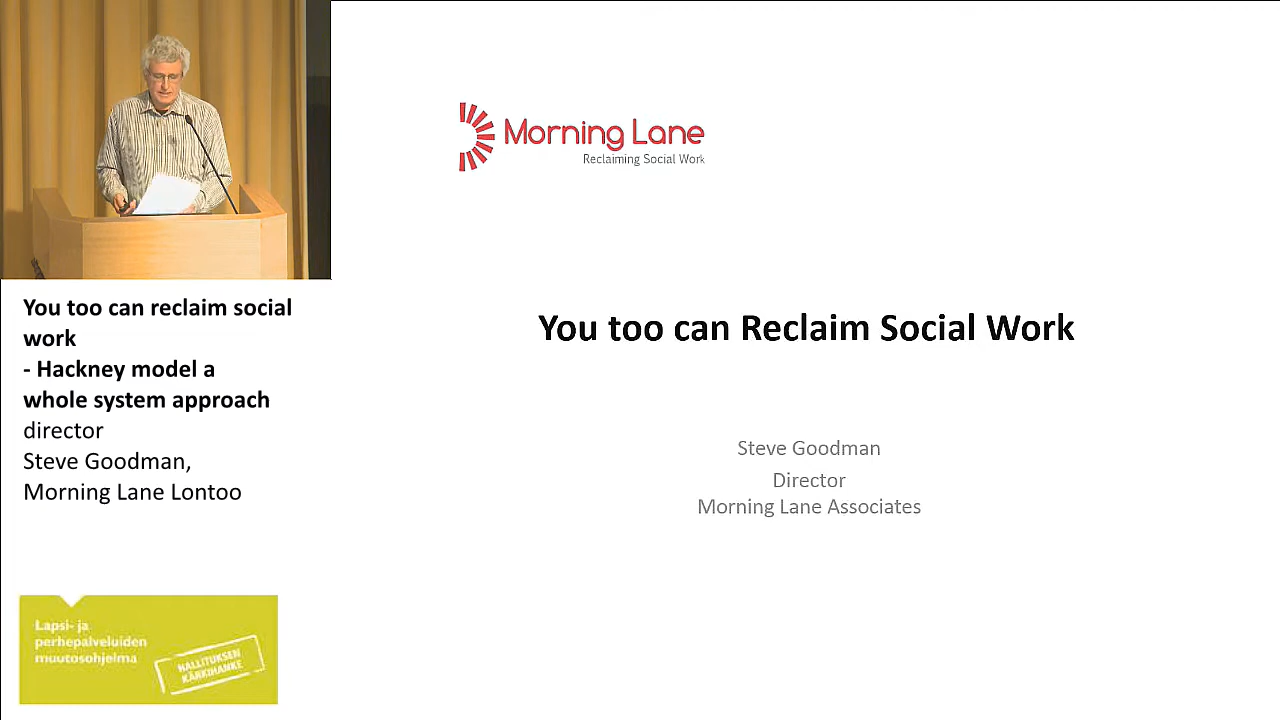 Morning Lane
Reclaiming Social Work
You too can Reclaim Social Work
Steve Goodman
Director
Morning Lane Associates
You too can reclaim social
work
- Hackney model a
whole system approach
director
Steve Goodman,
Morning Lane Lontoo
Lapsi- ja
perhepalveluiden
muutosohjelma
HALLITUKSEN
KÄRKIHANKE